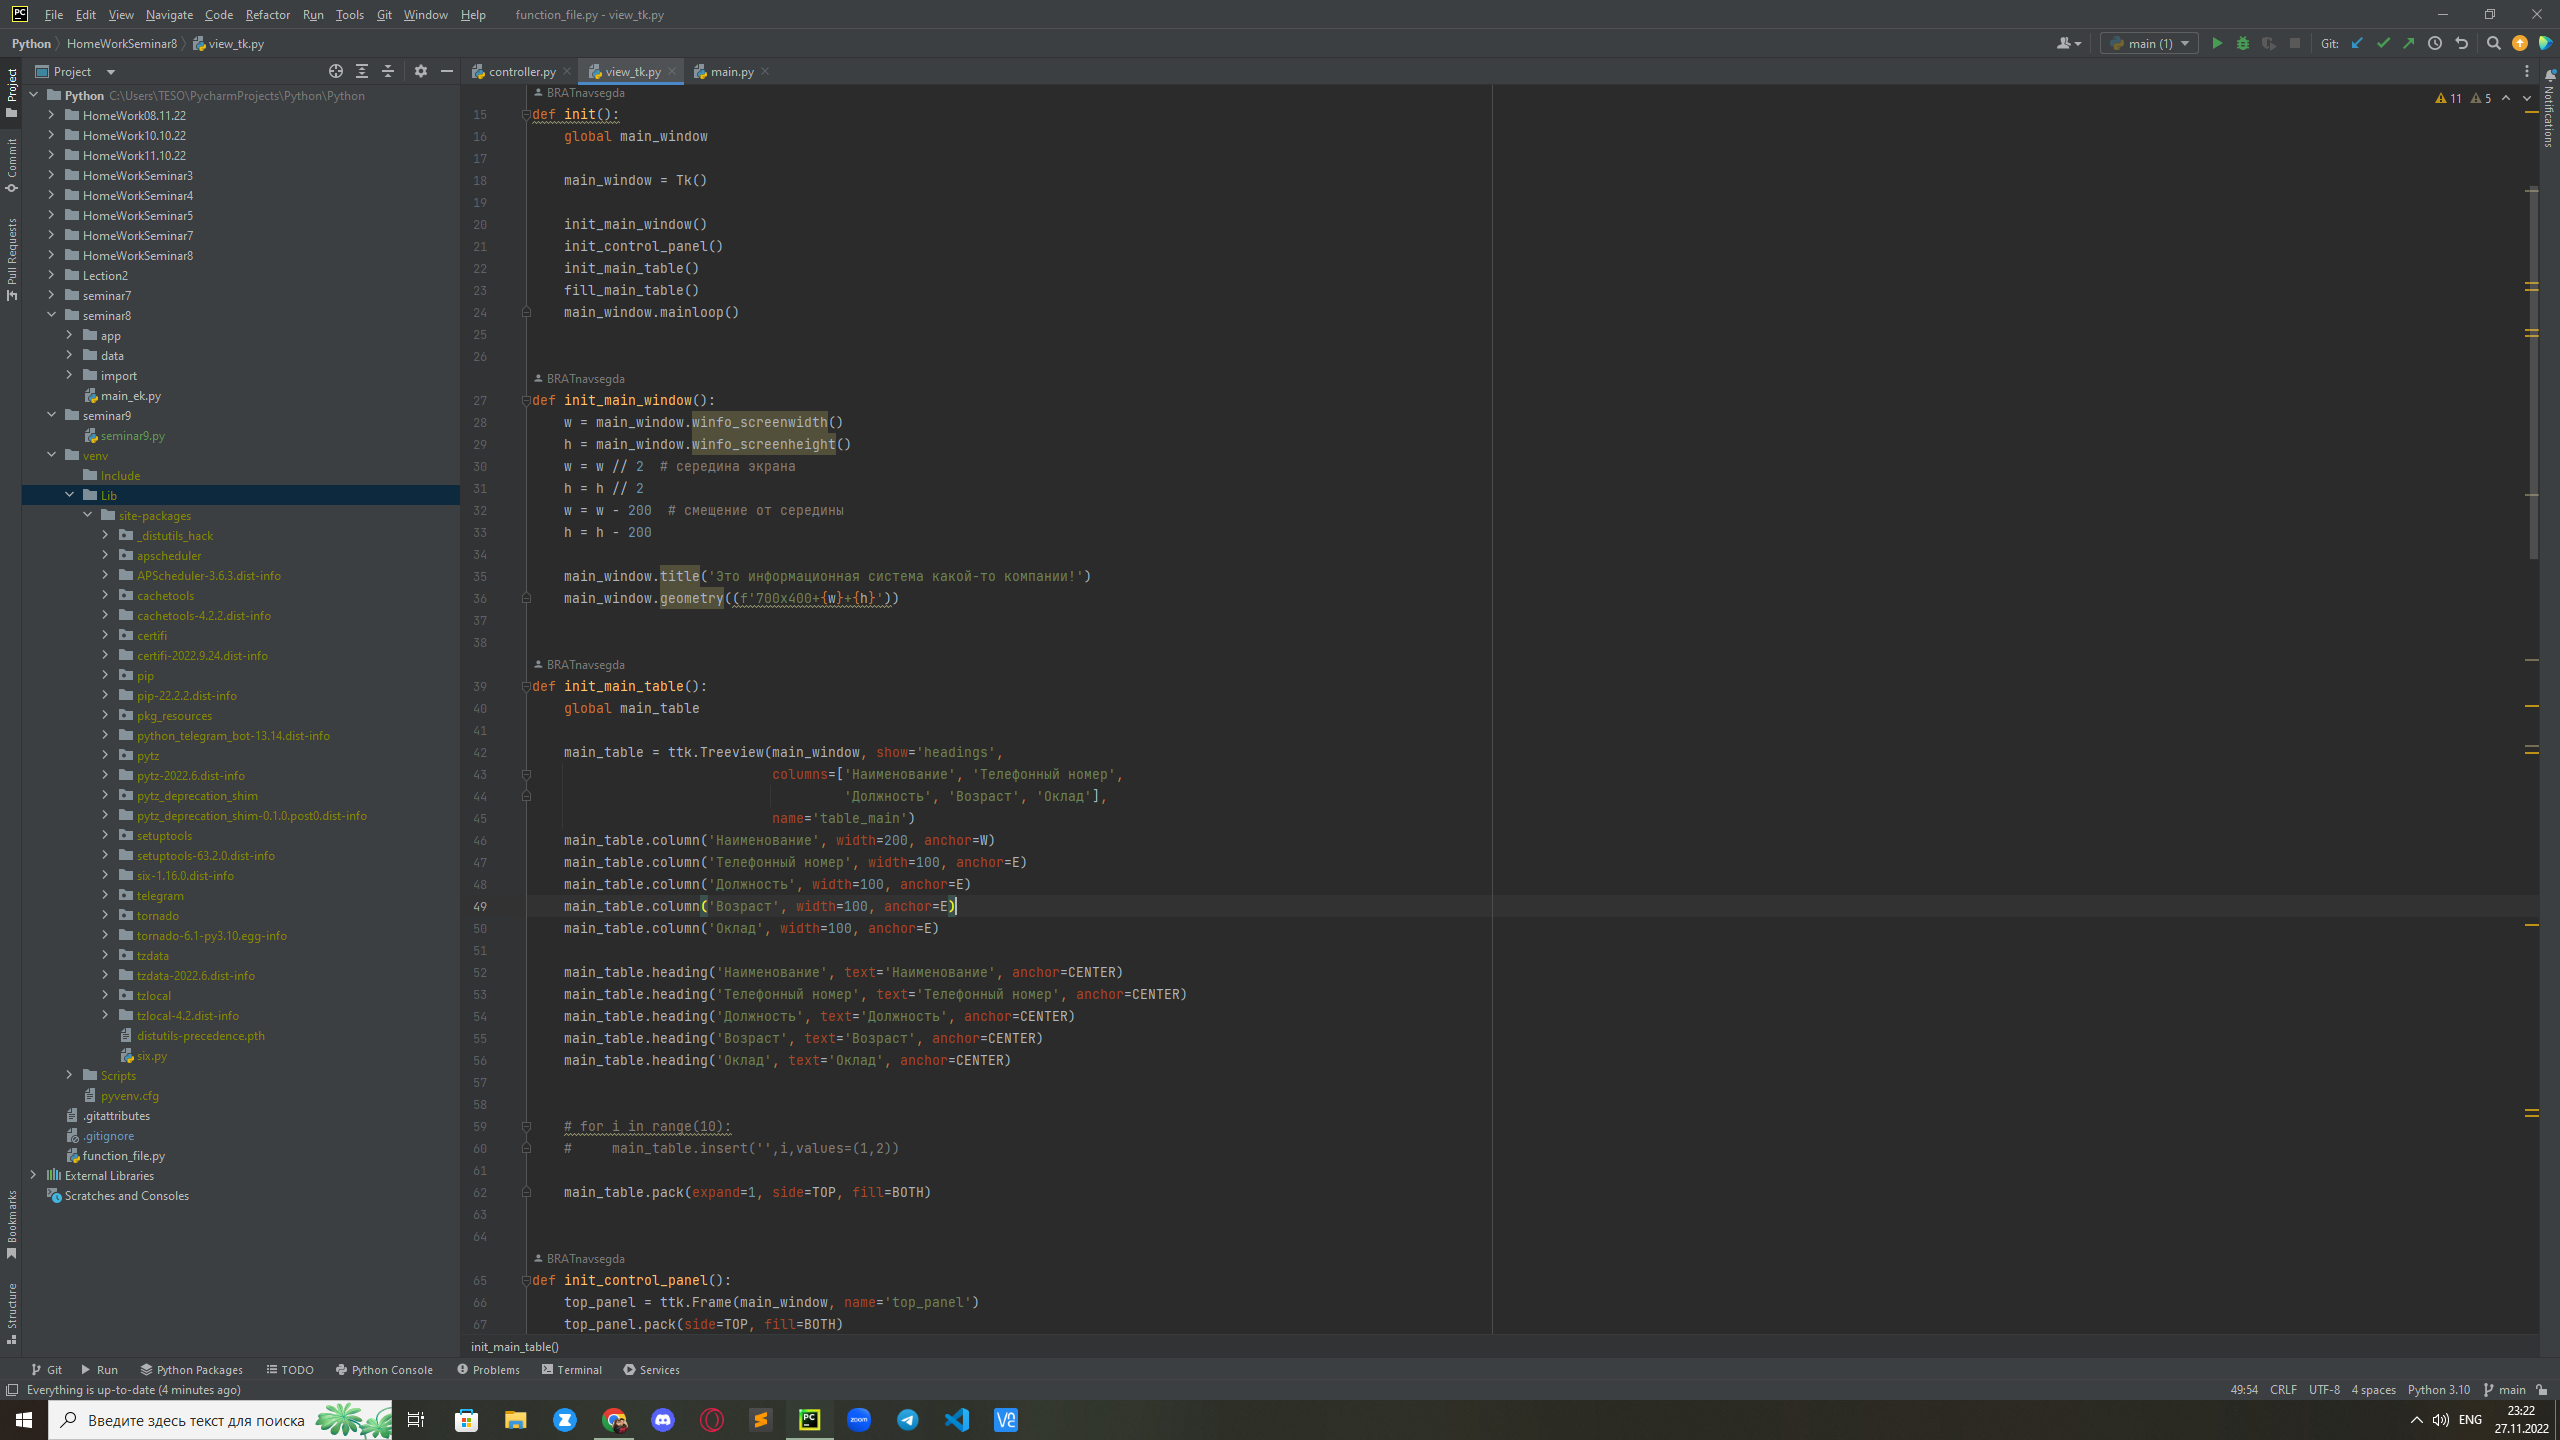 PC File Edit View Navigate Code Refactor Run Tools Git Window Help function_file.py - view_tk.py
Python HomeWorkSeminar8 view_tk.py main (1) Git:
Project controller.py view_tk.py main.py
Project
Commit
Pull Requests
Bookmarks
Structure
Notifications
Python C:\Users\TESO\PycharmProjects\Python\Python
HomeWork08.11.22
HomeWork10.10.22
HomeWork11.10.22
HomeWorkSeminar3
HomeWorkSeminar4
HomeWorkSeminar5
HomeWorkSeminar7
HomeWorkSeminar8
Lection2
seminar7
seminar8
app
data
import
main_ek.py
seminar9
seminar9.py
venv
Include
Lib
site-packages
_distutils_hack
apscheduler
APScheduler-3.6.3.dist-info
cachetools
cachetools-4.2.2.dist-info
certifi
certifi-2022.9.24.dist-info
pip
pip-22.2.2.dist-info
pkg_resources
python_telegram_bot-13.14.dist-info
pytz
pytz-2022.6.dist-info
pytz_deprecation_shim
pytz_deprecation_shim-0.1.0.post0.dist-info
setuptools
setuptools-63.2.0.dist-info
six-1.16.0.dist-info
telegram
tornado
tornado-6.1-py3.10.egg-info
tzdata
tzdata-2022.6.dist-info
tzlocal
tzlocal-4.2.dist-info
distutils-precedence.pth
six.py
Scripts
pyvenv.cfg
.gitattributes
.gitignore
function_file.py
External Libraries
Scratches and Consoles
BRATnavsegda
11 5
15 def init():
16 global main_window
17
18 main_window = Tk()
19
20 init_main_window()
21 init_control_panel()
22 init_main_table()
23 fill_main_table()
24 main_window.mainloop()
25
26
BRATnavsegda
27 def init_main_window():
28 w = main_window.winfo_screenwidth()
29 h = main_window.winfo_screenheight()
30 w = w // 2 # середина экрана
31 h = h // 2
32 w = w - 200 # смещение от середины
33 h = h - 200
34
35 main_window.title('Это информационная система какой-то компании!')
36 main_window.geometry((f'700x400+{w}+{h}'))
37
38
BRATnavsegda
39 def init_main_table():
40 global main_table
41
42 main_table = ttk.Treeview(main_window, show='headings',
43 columns=['Наименование', 'Телефонный номер',
44 'Должность', 'Возраст', 'Оклад'],
45 name='table_main')
46 main_table.column('Наименование', width=200, anchor=W)
47 main_table.column('Телефонный номер', width=100, anchor=E)
48 main_table.column('Должность', width=100, anchor=E)
49 main_table.column('Возраст', width=100, anchor=E)
50 main_table.column('Оклад', width=100, anchor=E)
51
52 main_table.heading('Наименование', text='Наименование', anchor=CENTER)
53 main_table.heading('Телефонный номер', text='Телефонный номер', anchor=CENTER)
54 main_table.heading('Должность', text='Должность', anchor=CENTER)
55 main_table.heading('Возраст', text='Возраст', anchor=CENTER)
56 main_table.heading('Оклад', text='Оклад', anchor=CENTER)
57
58
59 # for i in range(10):
60 # main_table.insert('',i,values=(1,2))
61
62 main_table.pack(expand=1, side=TOP, fill=BOTH)
63
64
BRATnavsegda
65 def init_control_panel():
66 top_panel = ttk.Frame(main_window, name='top_panel')
67 top_panel.pack(side=TOP, fill=BOTH)
init_main_table()
Git Run Python Packages TODO Python Console Problems Terminal Services
Everything is up-to-date (4 minutes ago) 49:54 CRLF UTF-8 4 spaces Python 3.10 main
Введите здесь текст для поиска PC zoom ENG 23:22
27.11.2022